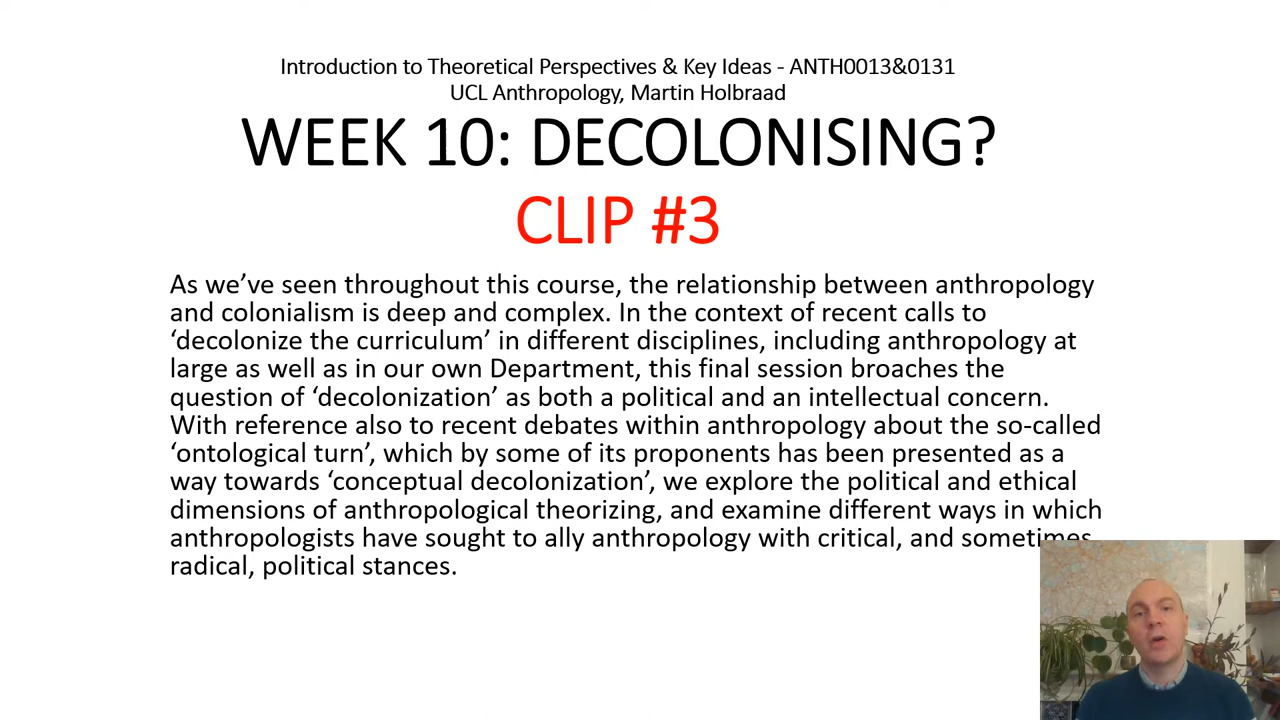 Introduction to Theoretical Perspectives & Key Ideas - ANTH0013&0131
UCL Anthropology, Martin Holbraad
WEEK 10: DECOLONISING?
CLIP #3
As we’ve seen throughout this course, the relationship between anthropology
and colonialism is deep and complex. In the context of recent calls to
‘decolonize the curriculum’ in different disciplines, including anthropology at
large as well as in our own Department, this final session broaches the
question of ‘decolonization’ as both a political and an intellectual concern.
With reference also to recent debates within anthropology about the so-called
‘ontological turn’, which by some of its proponents has been presented as a
way towards ‘conceptual decolonization’, we explore the political and ethical
dimensions of anthropological theorizing, and examine different ways in which
anthropologists have sought to ally anthropology with critical, and sometimes
radical, political stances.